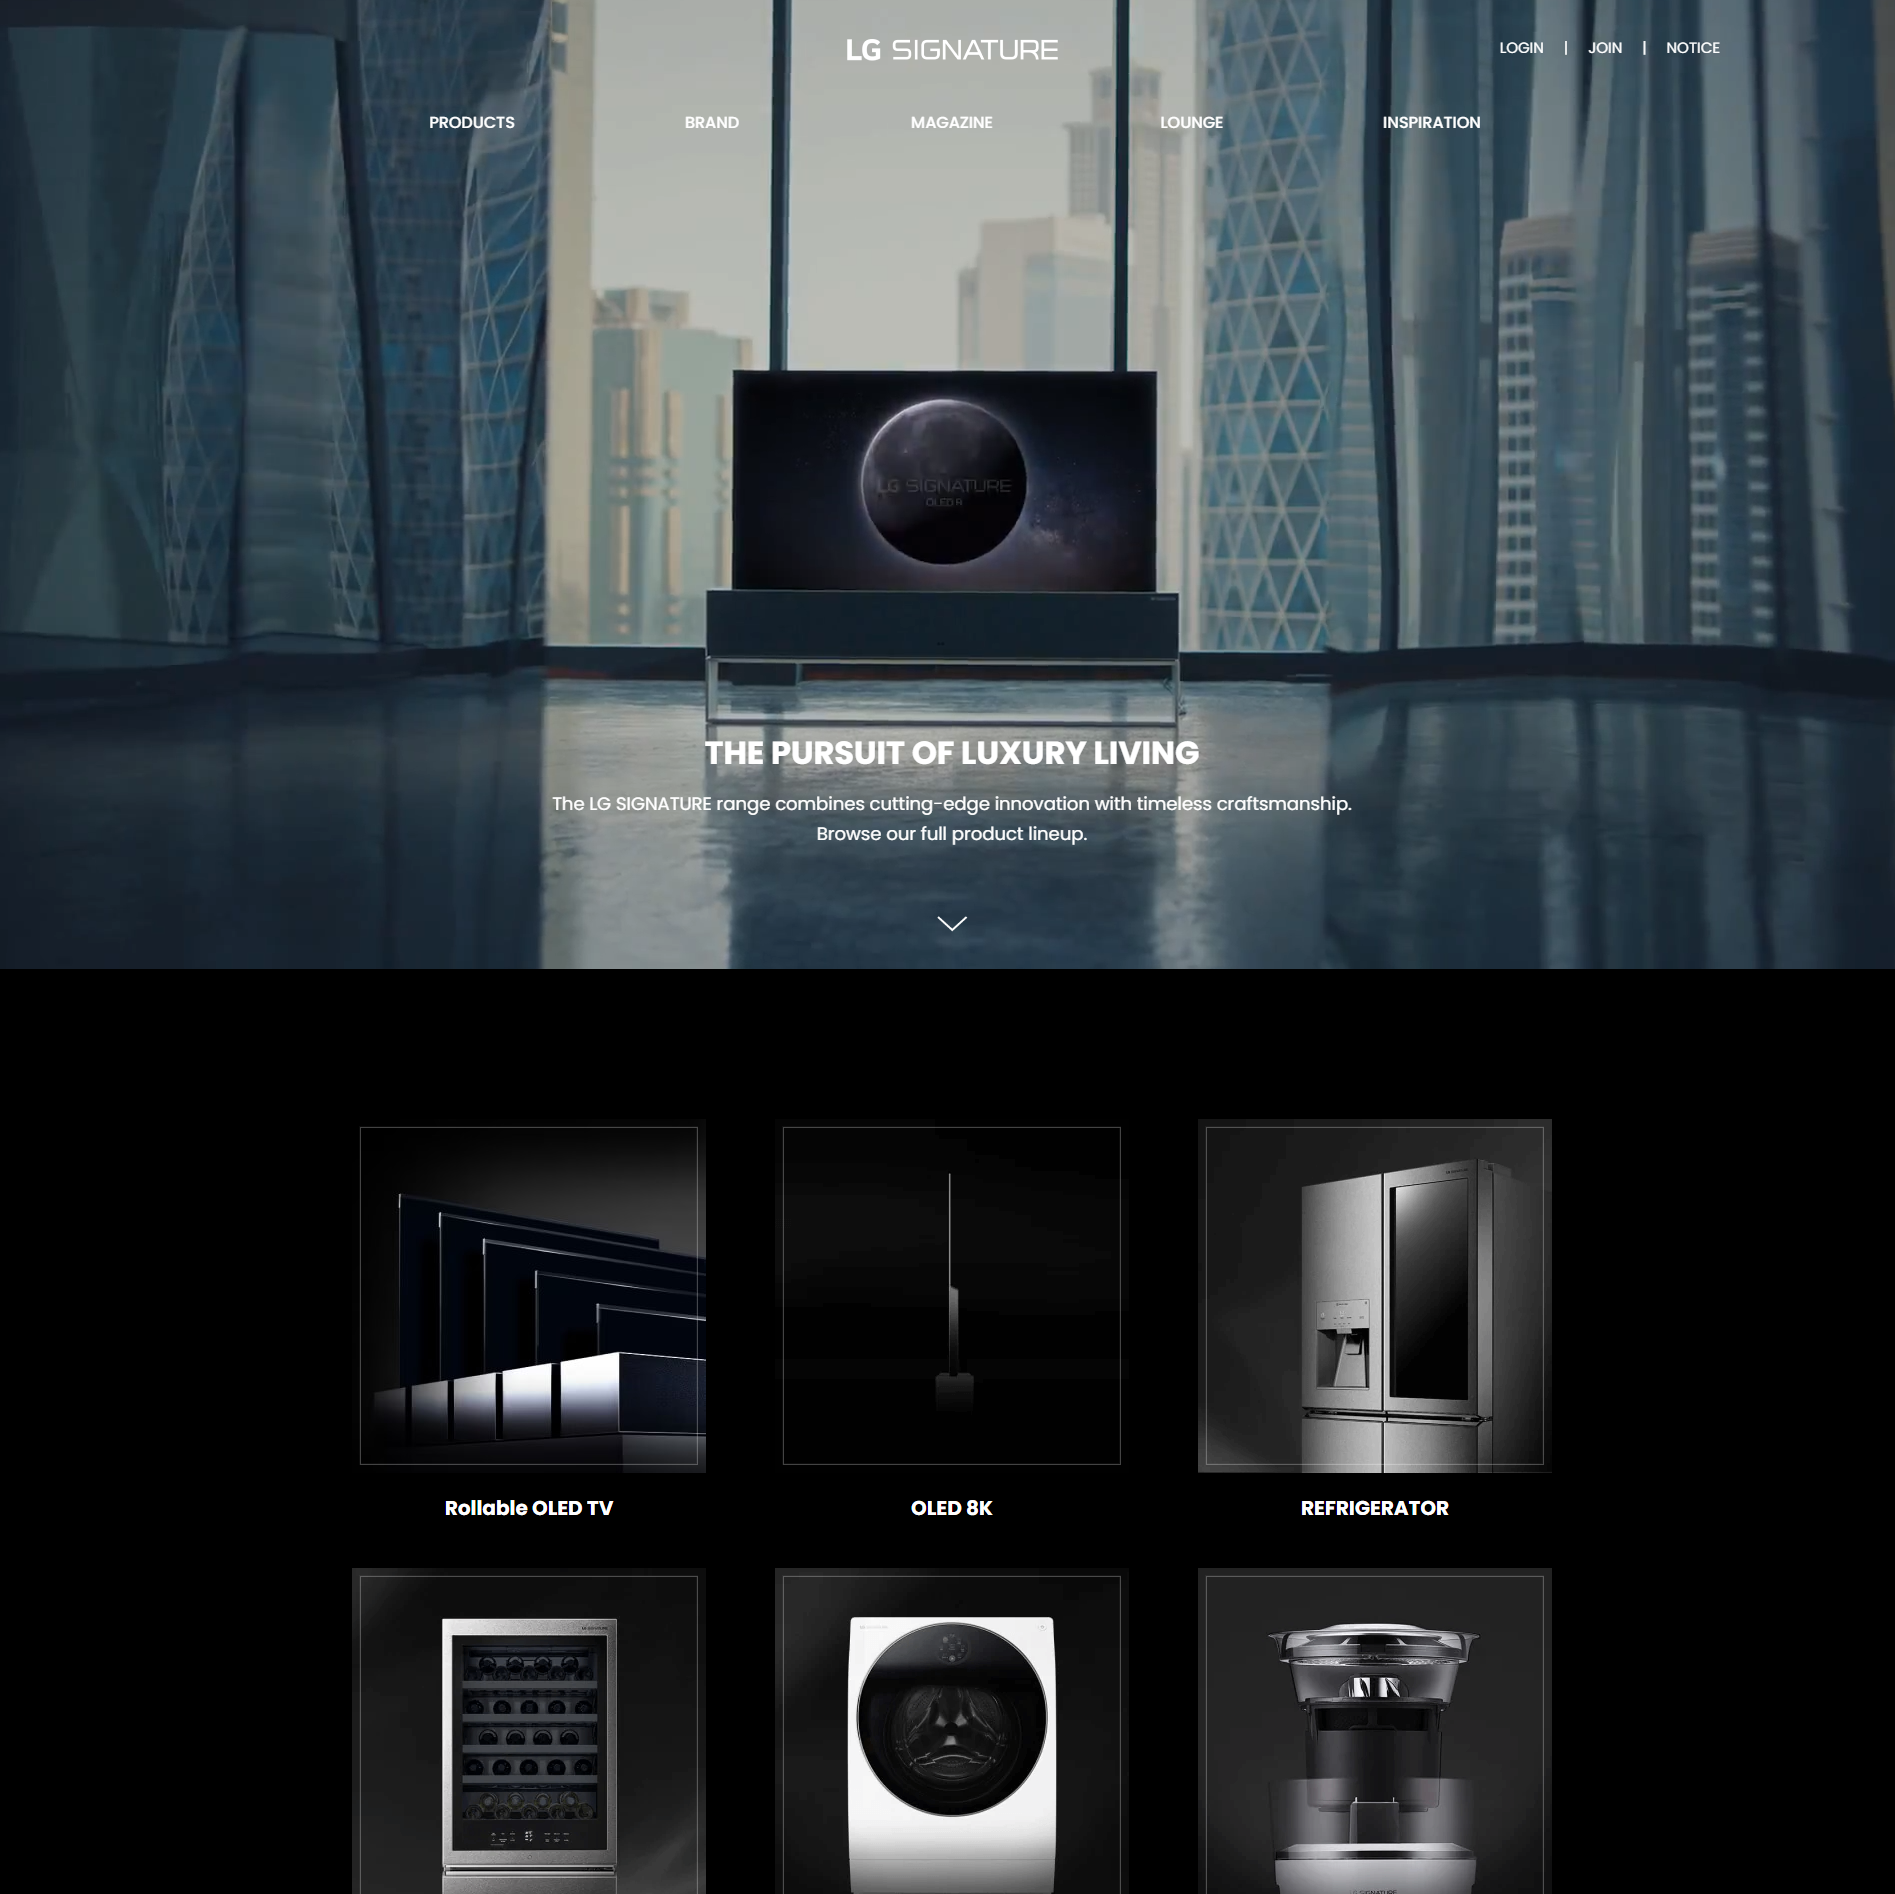 LG SIGNATURE
LOGIN | JOIN | NOTICE
PRODUCTS BRAND MAGAZINE LOUNGE INSPIRATION
LG SIGNATURE
OLED R
THE PURSUIT OF LUXURY LIVING
The LG SIGNATURE range combines cutting-edge innovation with timeless craftsmanship.
Browse our full product lineup.
Rollable OLED TV
OLED 8K
REFRIGERATOR
LG SIGNATURE